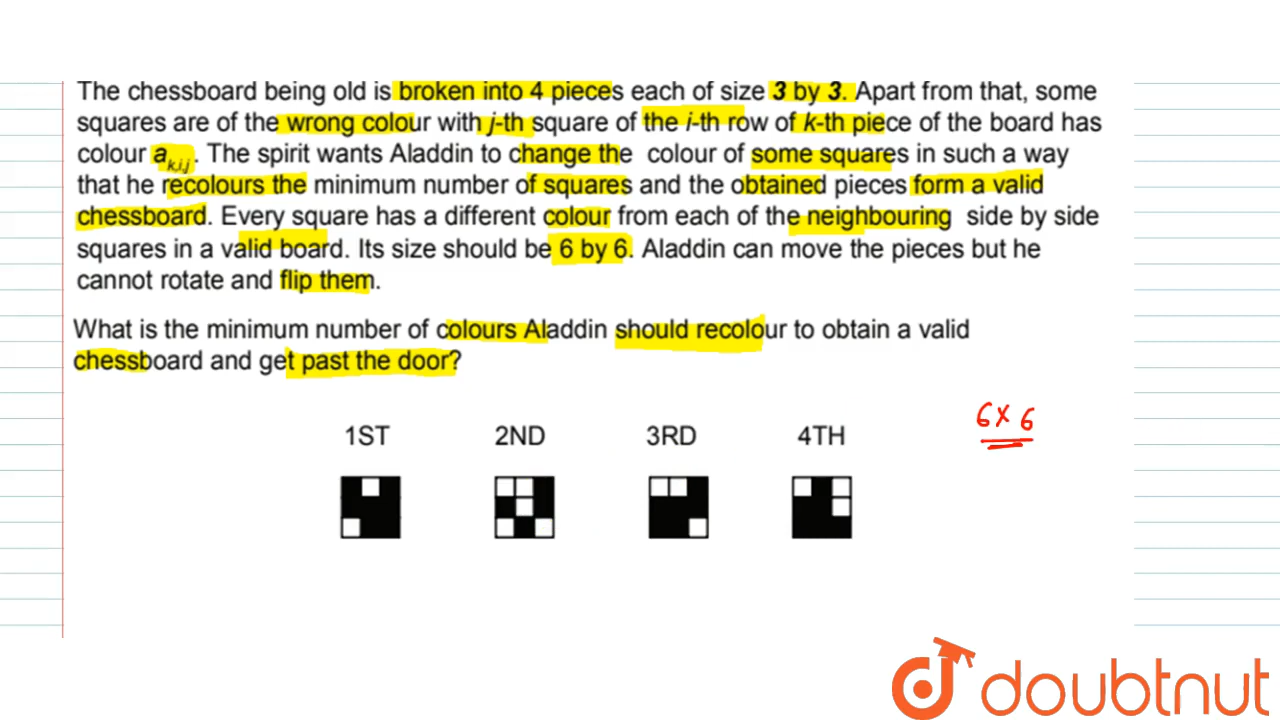 The chessboard being old is broken into 4 pieces each of size 3 by 3. Apart from that, some
squares are of the wrong colour with j-th square of the i-th row of k-th piece of the board has
colour a k,i,j . The spirit wants Aladdin to change the colour of some squares in such a way
that he recolours the minimum number of squares and the obtained pieces form a valid
chessboard. Every square has a different colour from each of the neighbouring side by side
squares in a valid board. Its size should be 6 by 6. Aladdin can move the pieces but he
cannot rotate and flip them.
What is the minimum number of colours Aladdin should recolour to obtain a valid
chessboard and get past the door?
6 x 6
1ST 2ND 3RD 4TH
doubtnut